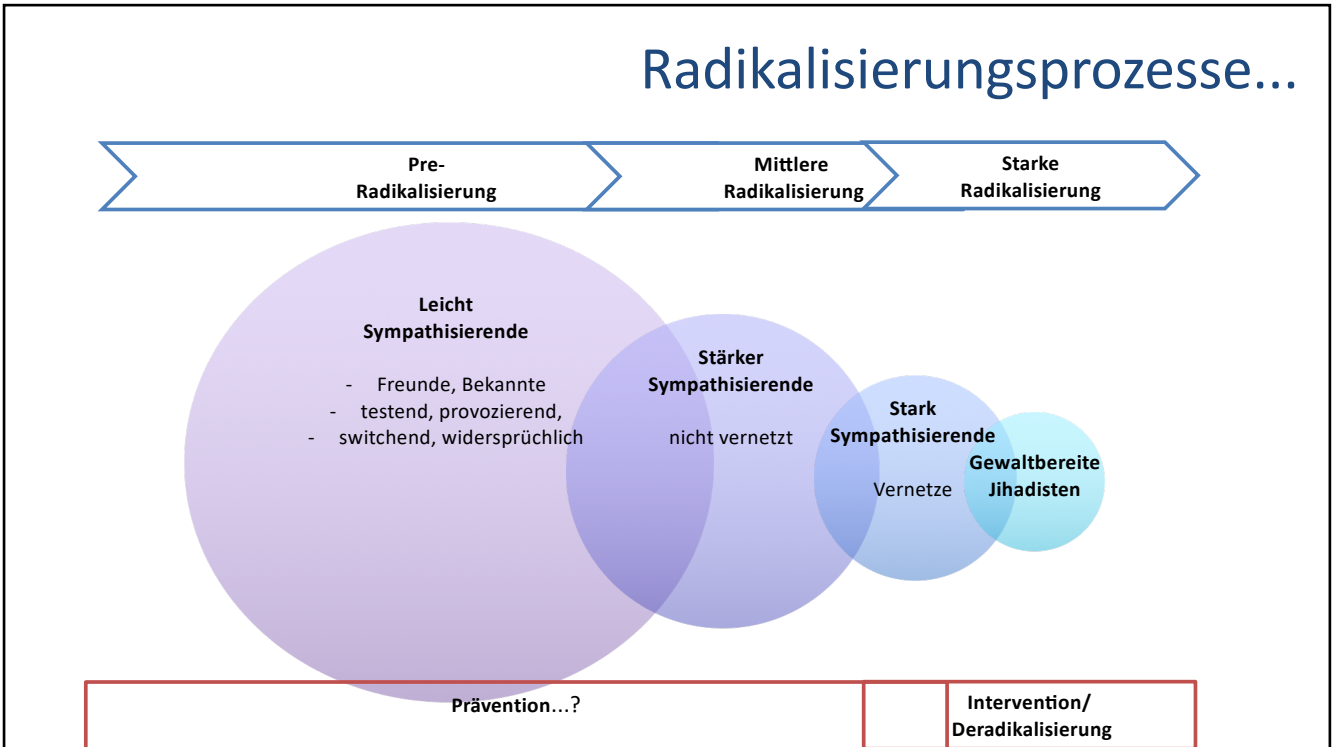 Radikalisierungsprozesse...
Pre-
Radikalisierung
Mittlere
Radikalisierung
Starke
Radikalisierung
Leicht
Sympathisierende
- Freunde, Bekannte
- testend, provozierend,
- switchend, widersprüchlich
Stärker
Sympathisierende
nicht vernetzt
Stark
Sympathisierende
Vernetze
Gewaltbereite
Jihadisten
Prävention...?
Intervention/
Deradikalisierung